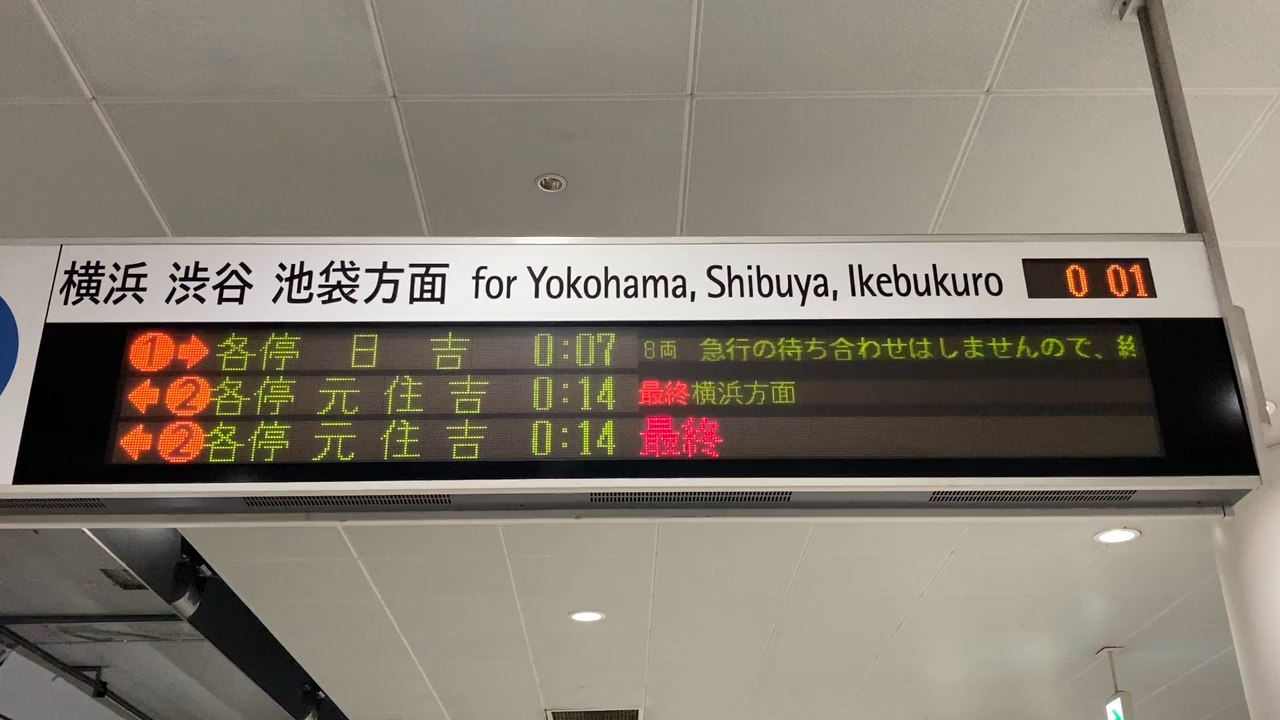 横浜 渋谷 池袋方面 for Yokohama, Shibuya, Ikebukuro 0 01
①➡各停 日吉 0:07 8両 急行の待ち合わせはしませんので、終
⬅②各停 元住吉 0:14 最終横浜方面
⬅②各停 元住吉 0:14 最終